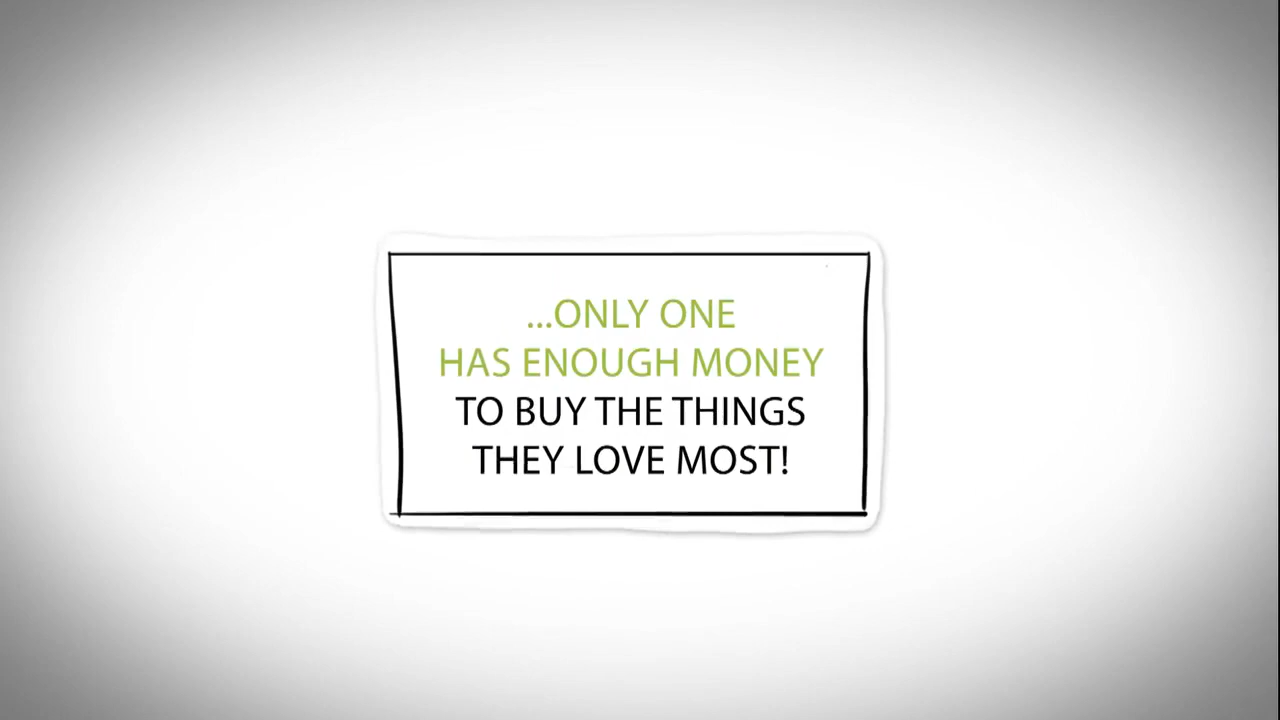 ...ONLY ONE
HAS ENOUGH MONEY
TO BUY THE THINGS
THEY LOVE MOST!